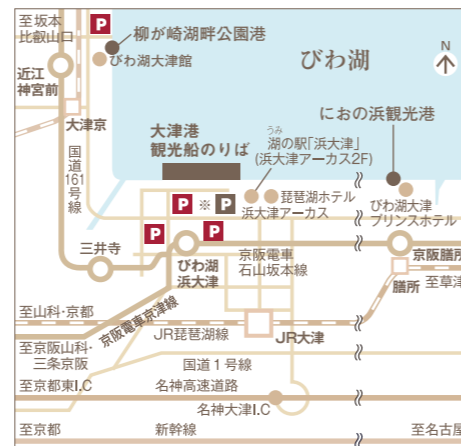 至坂本
比叡山口
P
柳が崎湖畔公園港
びわ湖大津館
びわ湖
N
近江
神宮前
大津京
国道161号線
大津港
観光船のりば
うみ
湖の駅「浜大津」
(浜大津アーカス2F)
におの浜観光港
P
※
P
琵琶湖ホテル
浜大津アーカス
びわ湖大津
プリンスホテル
P
P
三井寺
びわ湖
浜大津
京阪電車
石山坂本線
京阪膳所
膳所
至草津
至山科・京都
京阪電車京津線
JR琵琶湖線
JR大津
至京阪山科・
三条京阪
国道1号線
至京都東I.C
名神高速道路
名神大津I.C
至京都
新幹線
至名古屋